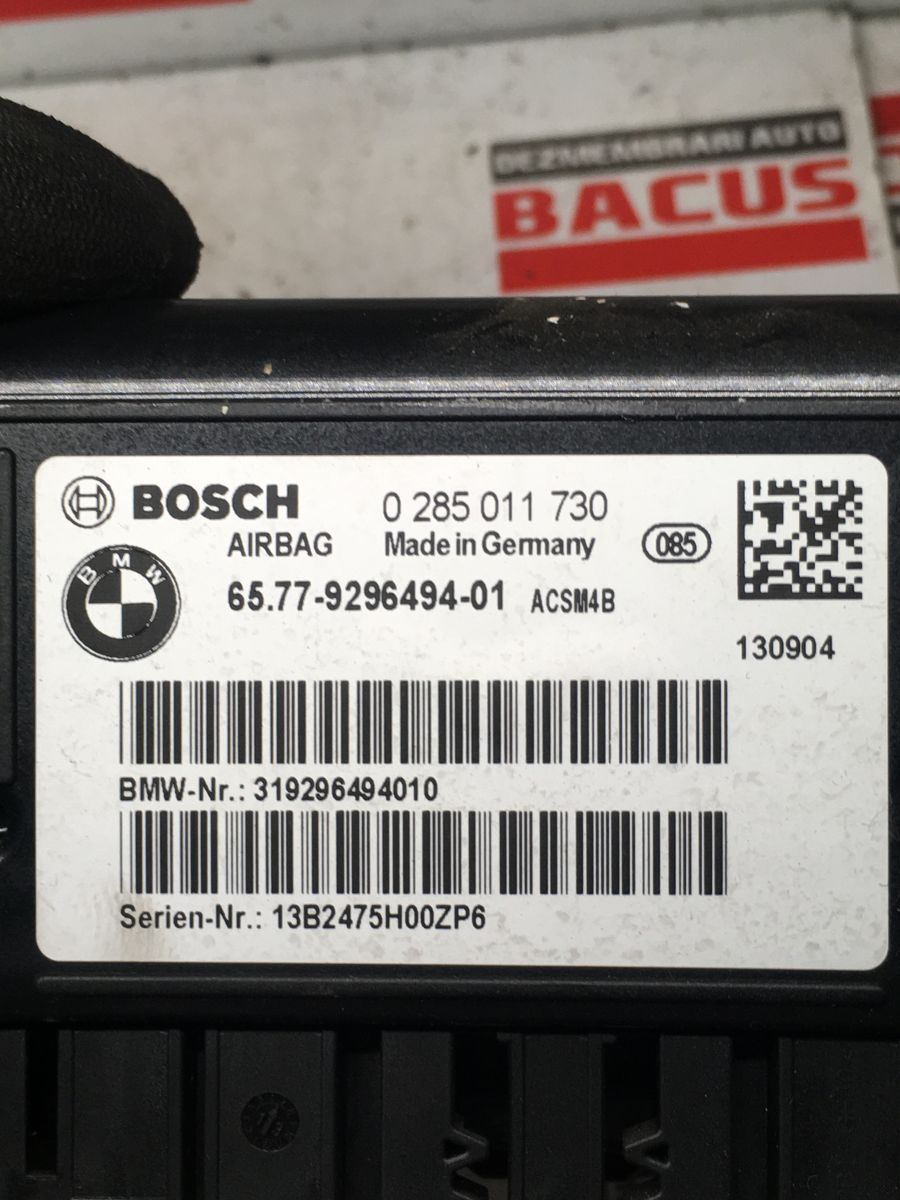 DEZMEMBRARI AUTO
BACUS
BOSCH 0 285 011 730
AIRBAG Made in Germany 085
BMW 65.77-9296494-01 ACSM4B
130904
BMW-Nr.: 319296494010
Serien-Nr.: 13B2475H00ZP6